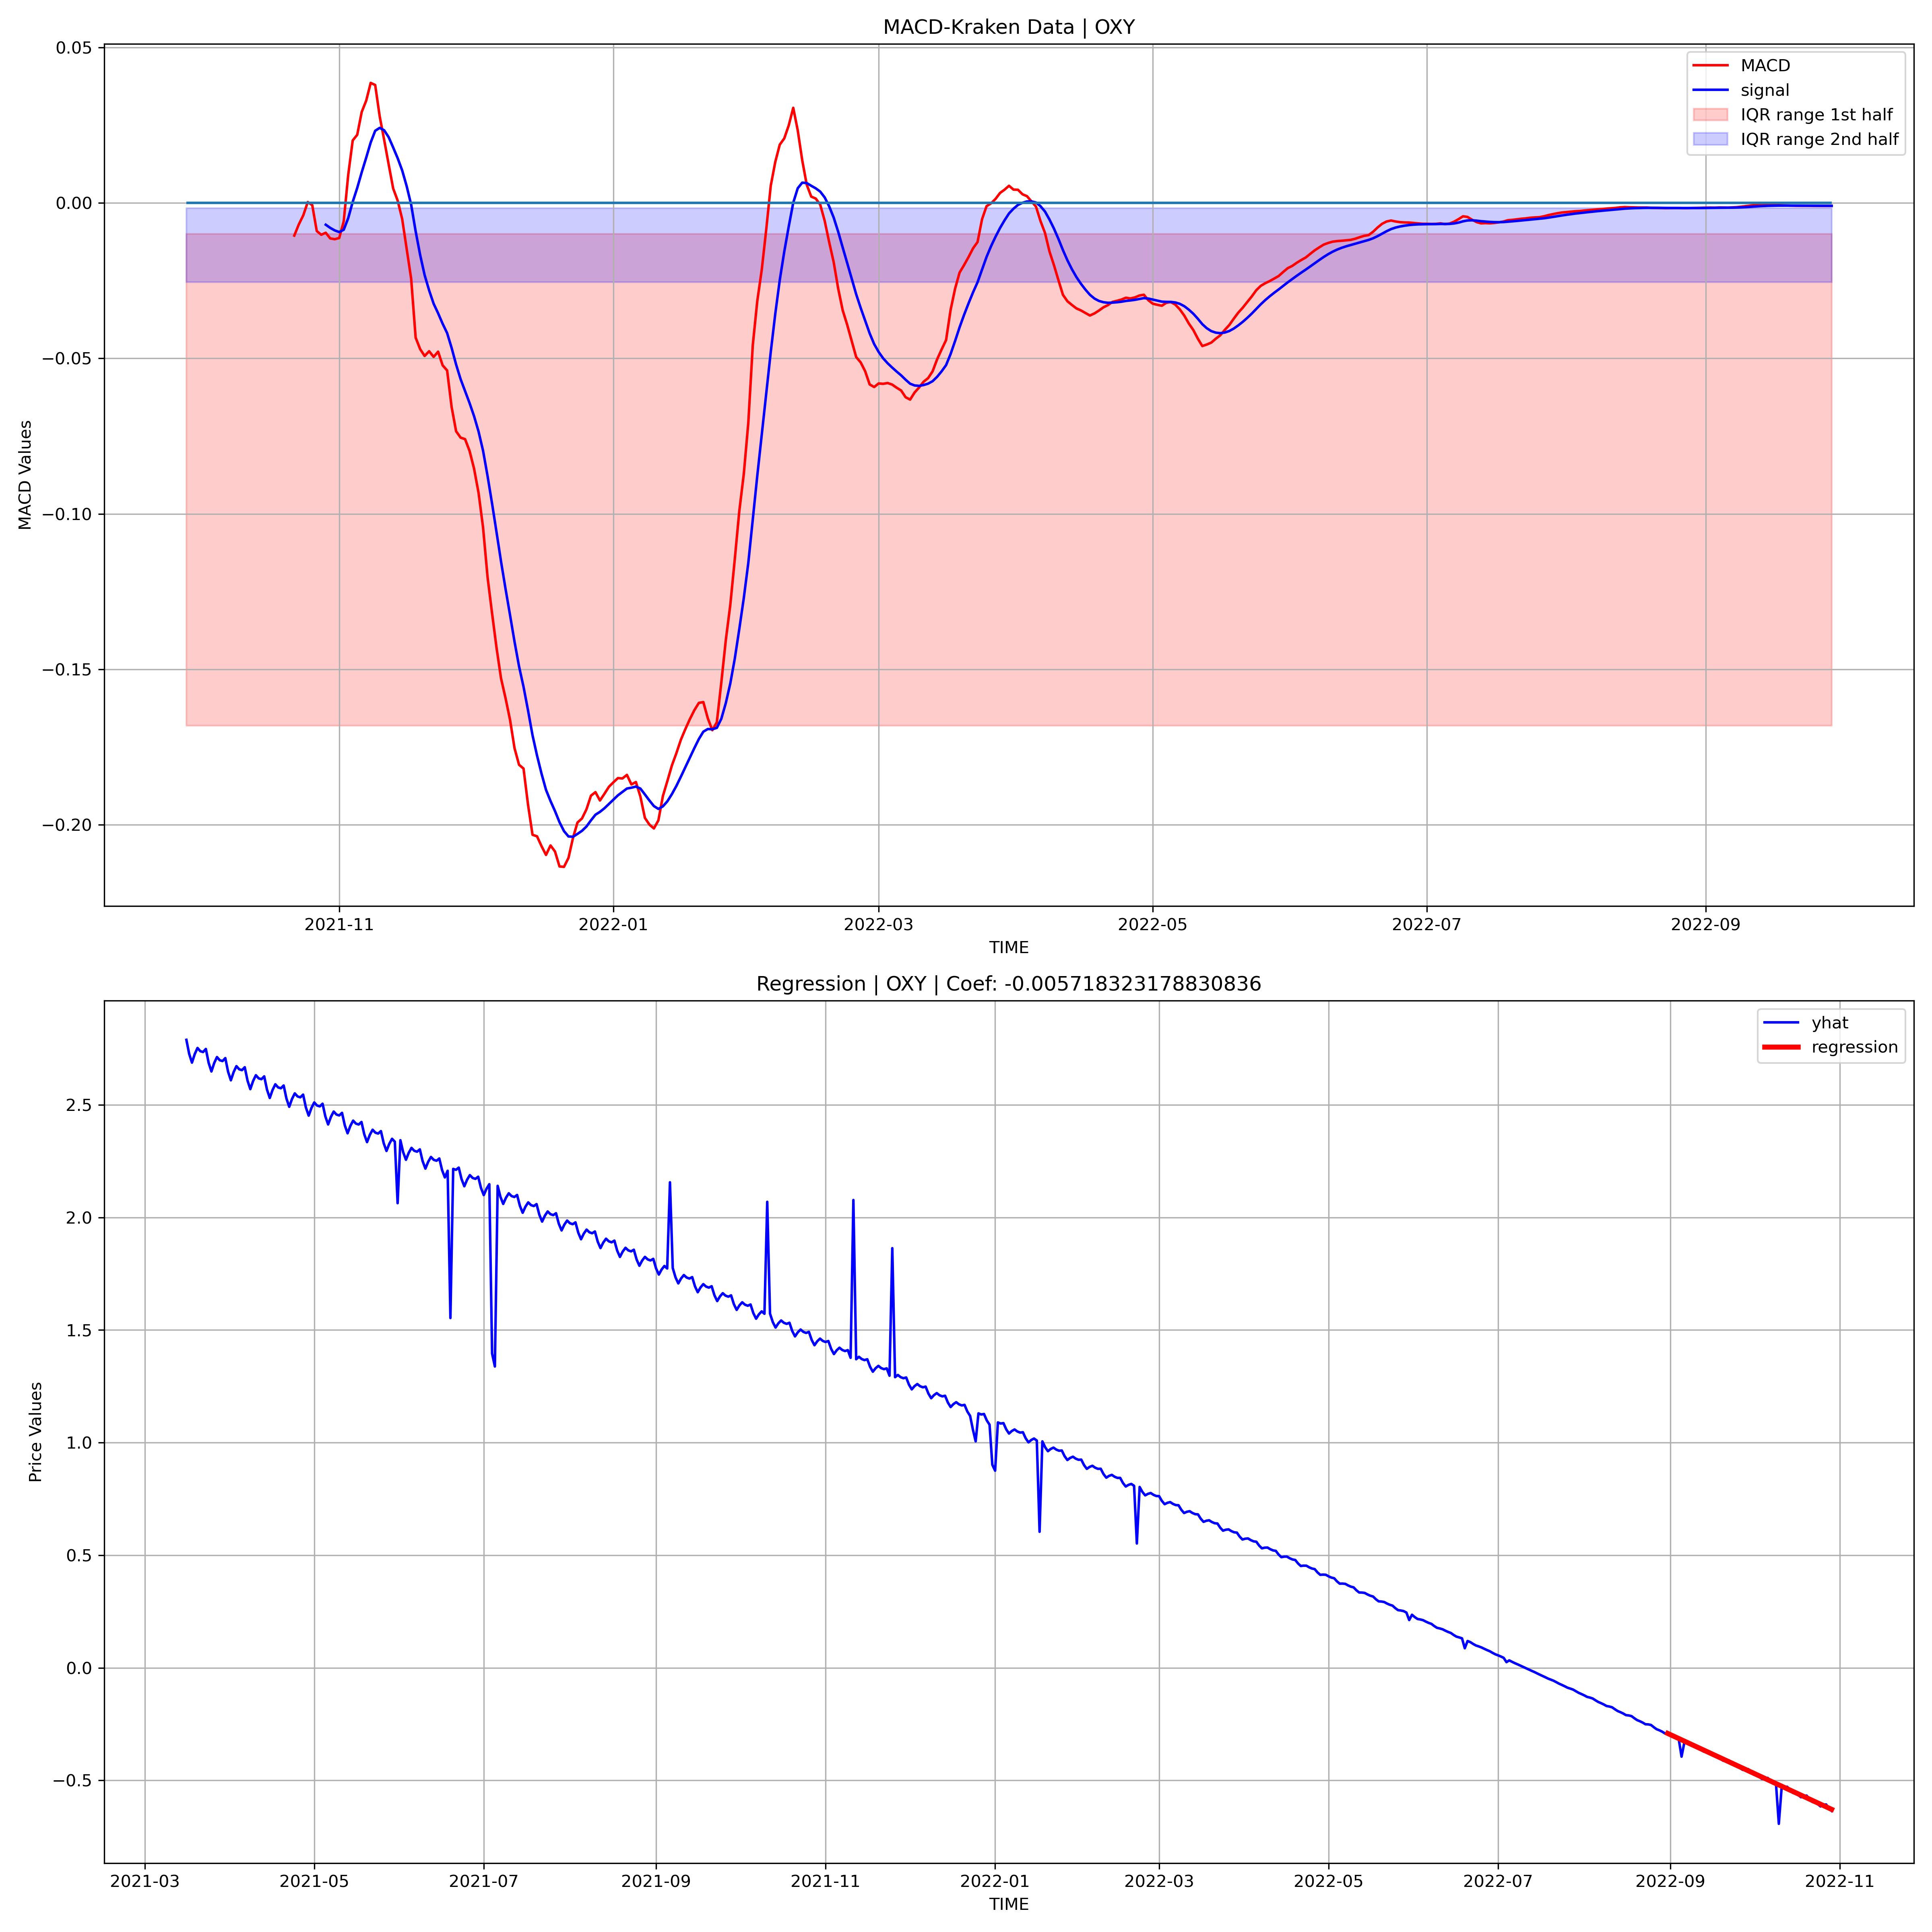 MACD-Kraken Data | OXY
MACD
signal
IQR range 1st half
IQR range 2nd half
MACD Values
0.05
0.00
−0.05
−0.10
−0.15
−0.20
2021-11
2022-01
2022-03
2022-05
2022-07
2022-09
TIME
Regression | OXY | Coef: -0.005718323178830836
yhat
regression
Price Values
2.5
2.0
1.5
1.0
0.5
0.0
−0.5
2021-03
2021-05
2021-07
2021-09
2021-11
2022-01
2022-03
2022-05
2022-07
2022-09
2022-11
TIME